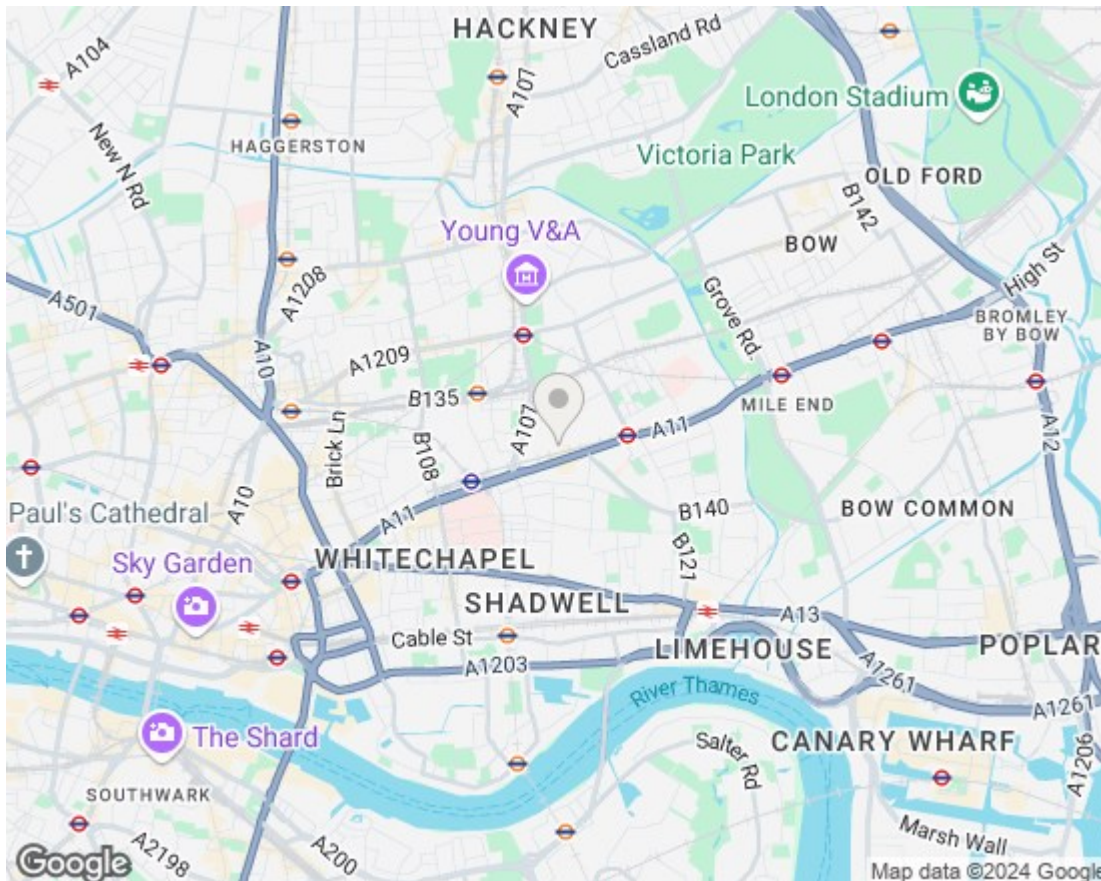 HACKNEY
Cassland Rd
A104
A107
London Stadium
New N Rd
HAGGERSTON
Victoria Park
OLD FORD
B142
Young V&A
BOW
A1208
High St
A501
Grove Rd.
BROMLEY
BY BOW
A10
A1209
B135
MILE END
A107
A11
A12
Brick Ln
B108
A10
Paul's Cathedral
A11
B140
BOW COMMON
B121
WHITECHAPEL
Sky Garden
SHADWELL
A13
Cable St
LIMEHOUSE
POPLAR
A1203
A1261
River Thames
A1261
The Shard
Salter Rd
CANARY WHARF
A1206
SOUTHWARK
Marsh Wall
A2198
A200
Google
Map data ©2024 Google